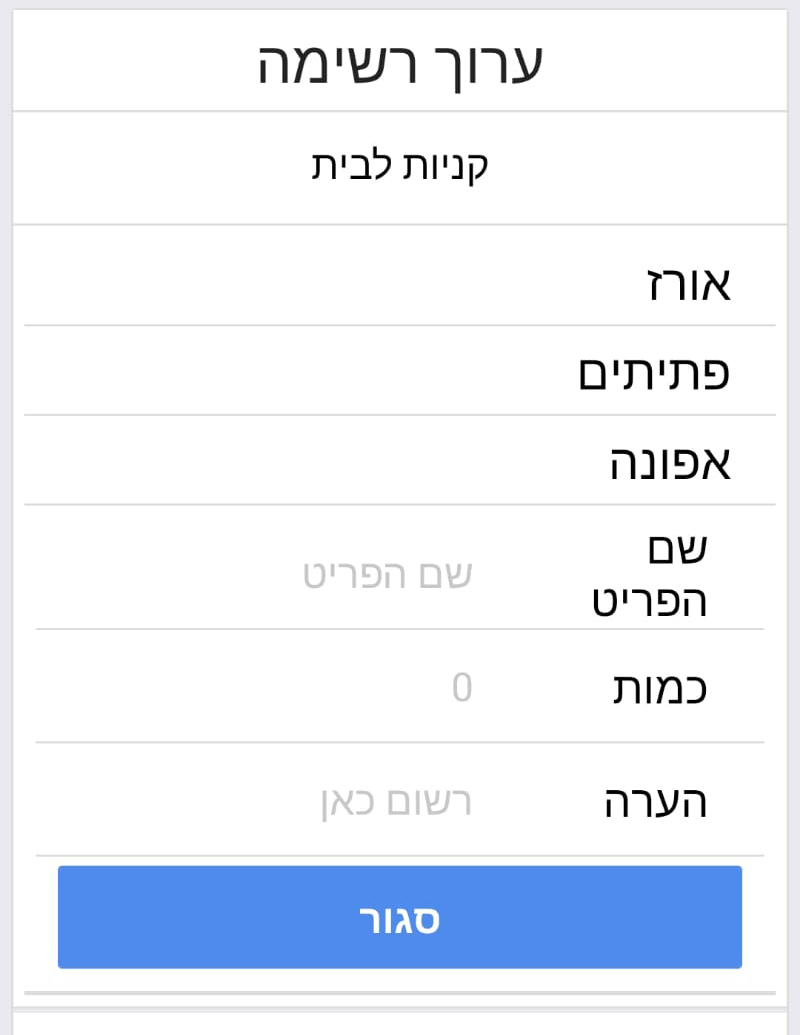 ערוך רשימה
קניות לבית
אורז
פתיתים
אפונה
שם
הפריט
שם הפריט
כמות
0
הערה
רשום כאן
סגור